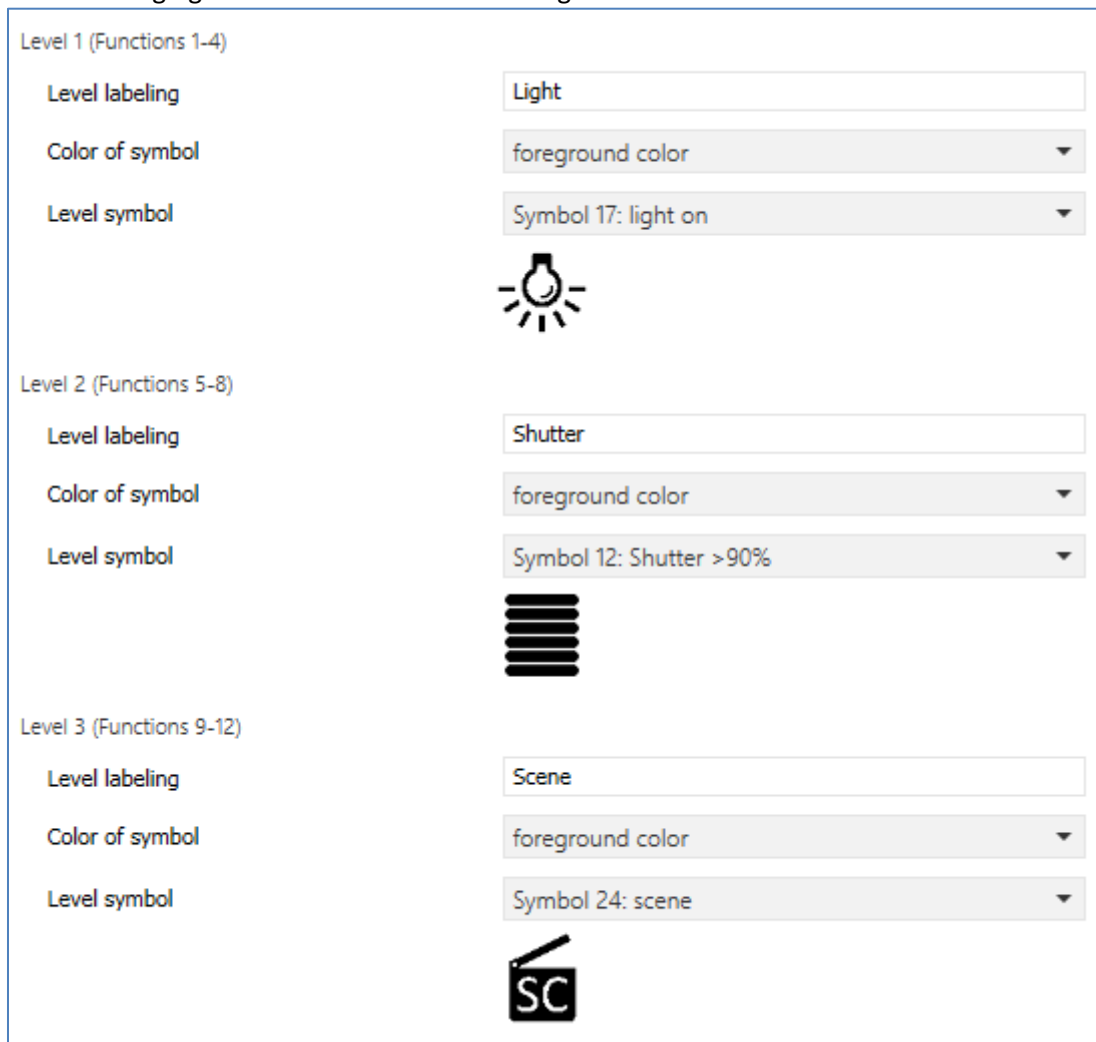 Level 1 (Functions 1-4)
Level labeling Light
Color of symbol foreground color
Level symbol Symbol 17: light on
Level 2 (Functions 5-8)
Level labeling Shutter
Color of symbol foreground color
Level symbol Symbol 12: Shutter >90%
Level 3 (Functions 9-12)
Level labeling Scene
Color of symbol foreground color
Level symbol Symbol 24: scene
SC